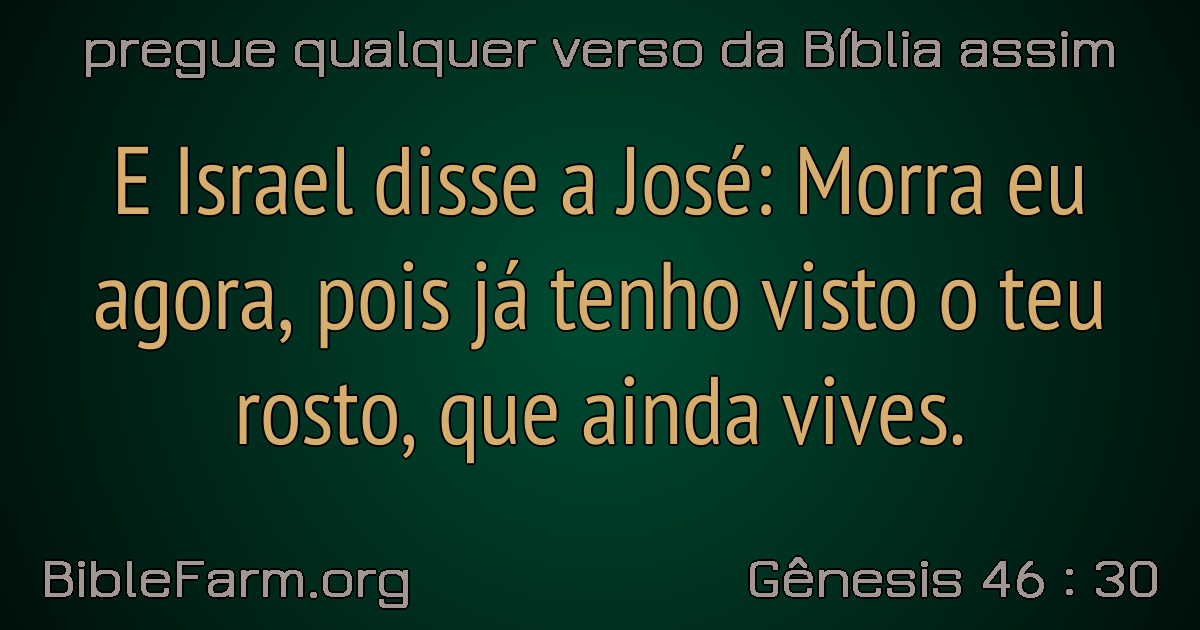 pregue qualquer verso da Bíblia assim
E Israel disse a José: Morra eu
agora, pois já tenho visto o teu
rosto, que ainda vives.
BibleFarm.org
Gênesis 46 : 30